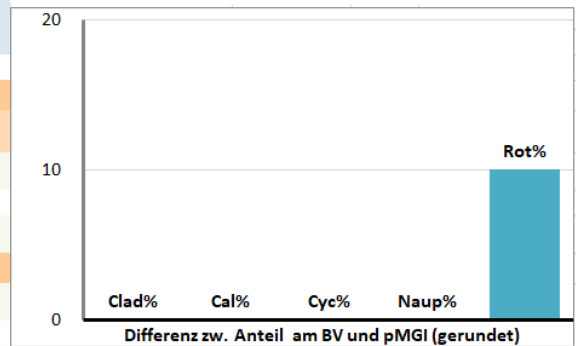 20
Rot%
10
Clad% Cal% Cyc% Naup%
0
Differenz zw. Anteil am BV und pMGI (gerundet)